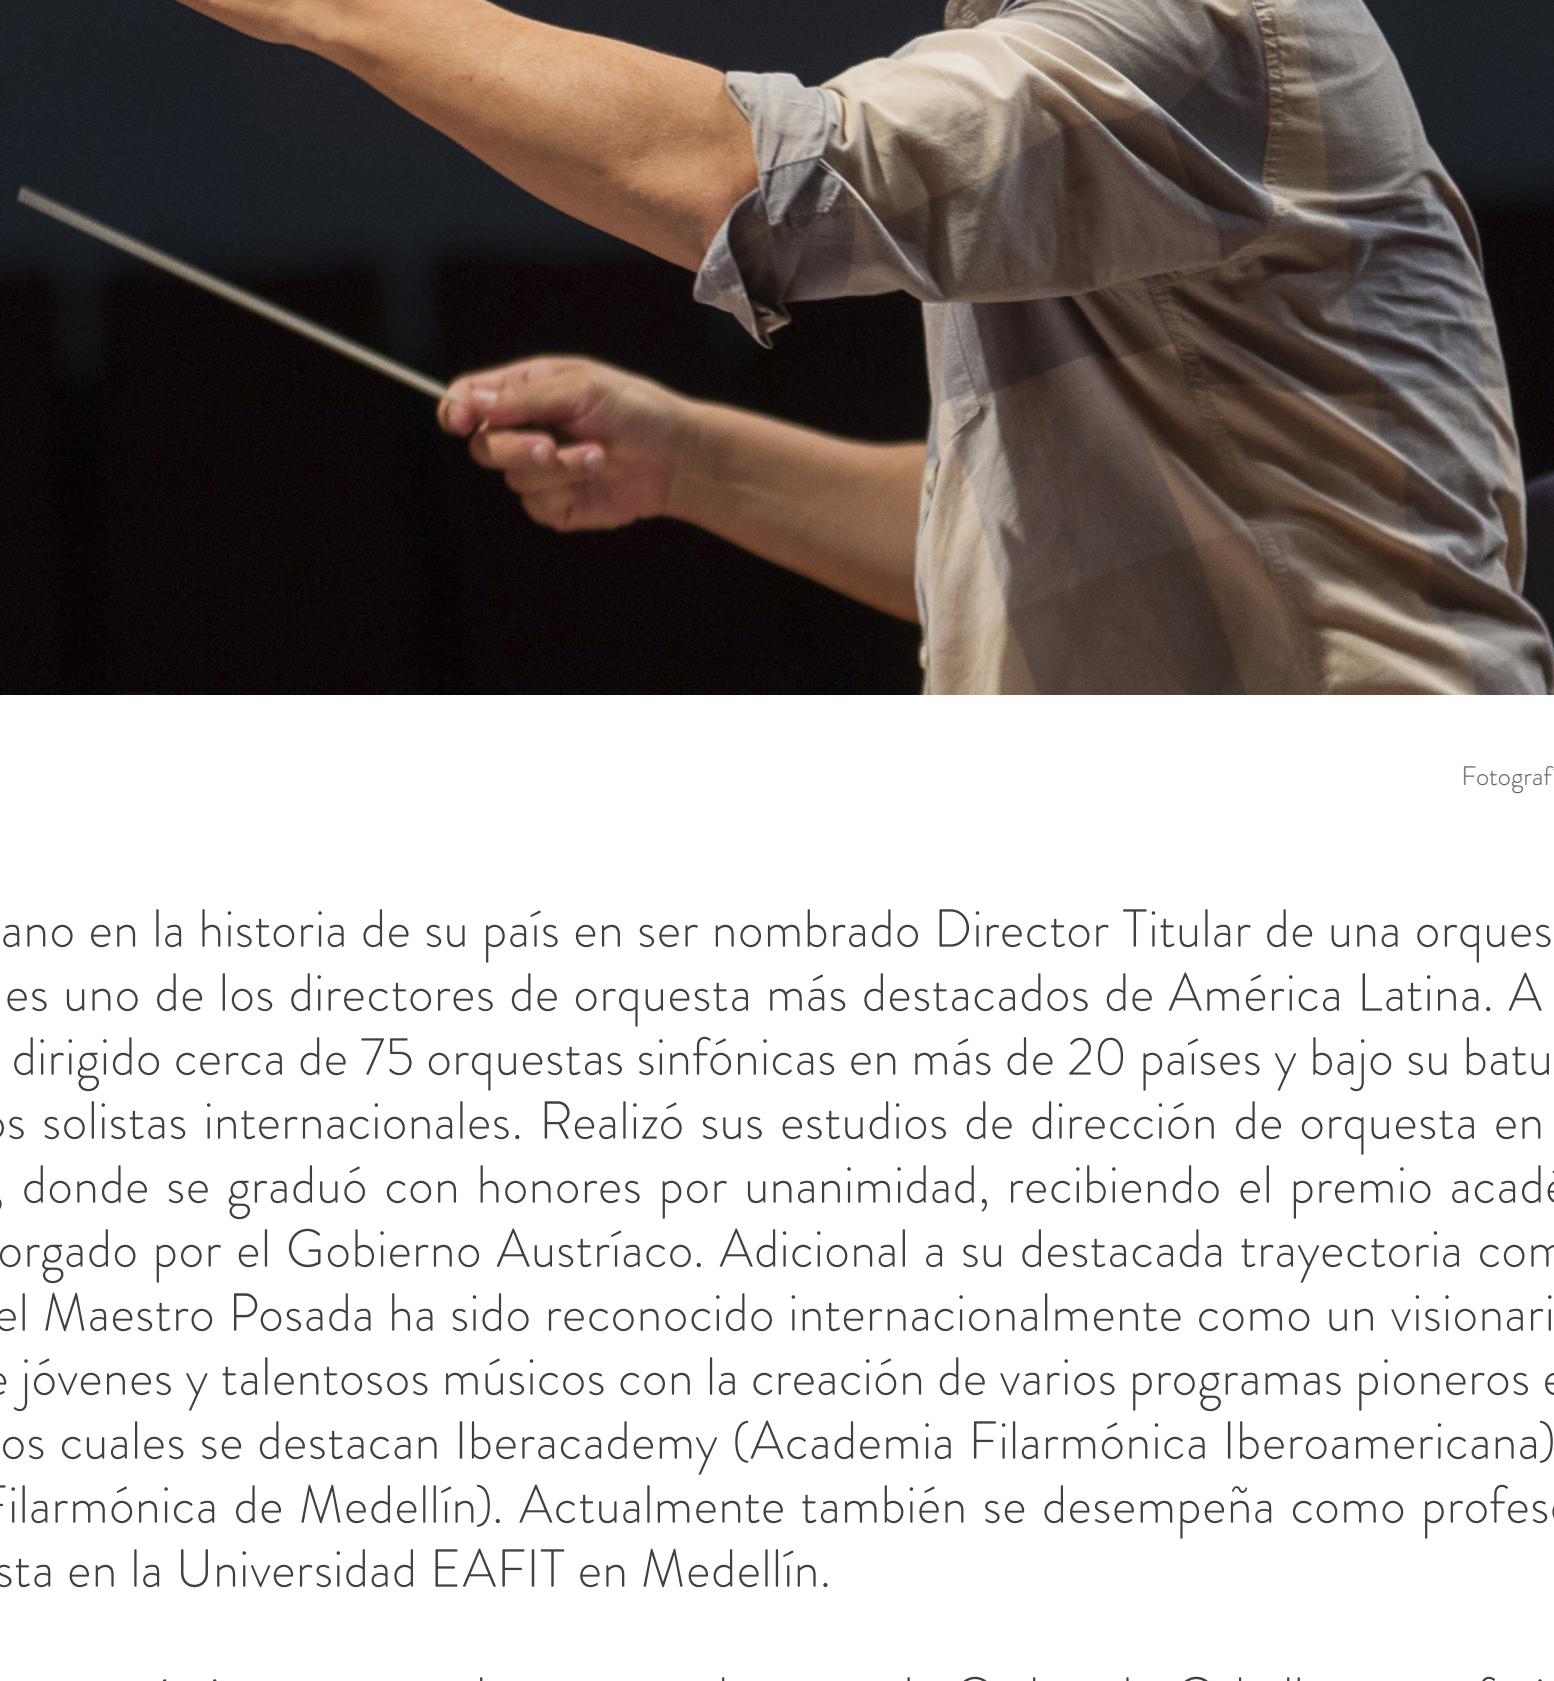 Fotograf
ano en la historia de su país en ser nombrado Director Titular de una orques
es uno de los directores de orquesta más destacados de América Latina. A
dirigido cerca de 75 orquestas sinfónicas en más de 20 países y bajo su batu
os solistas internacionales. Realizó sus estudios de dirección de orquesta en
, donde se graduó con honores por unanimidad, recibiendo el premio acadé
orgado por el Gobierno Austríaco. Adicional a su destacada trayectoria com
el Maestro Posada ha sido reconocido internacionalmente como un visionari
e jóvenes y talentosos músicos con la creación de varios programas pioneros e
os cuales se destacan Iberacademy (Academia Filarmónica Iberoamericana)
Filarmónica de Medellín). Actualmente también se desempeña como profeso
sta en la Universidad EAFIT en Medellín.